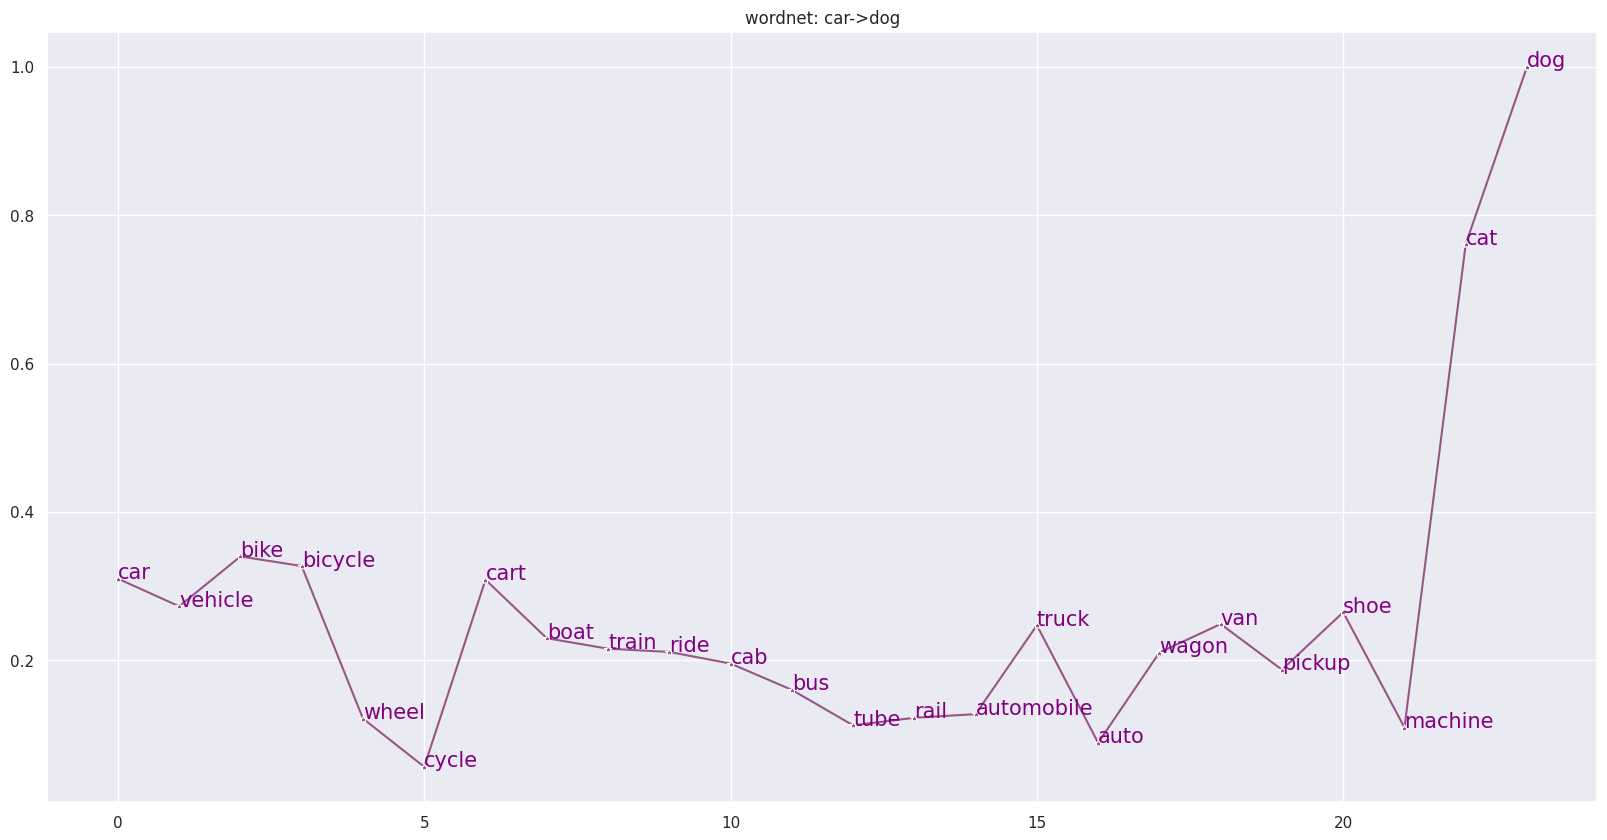 wordnet: car->dog
1.0
0.8
0.6
0.4
0.2
0
5
10
15
20
car
vehicle
bike
bicycle
wheel
cycle
cart
boat
train
ride
cab
bus
tube
rail
automobile
truck
auto
wagon
van
pickup
shoe
machine
cat
dog